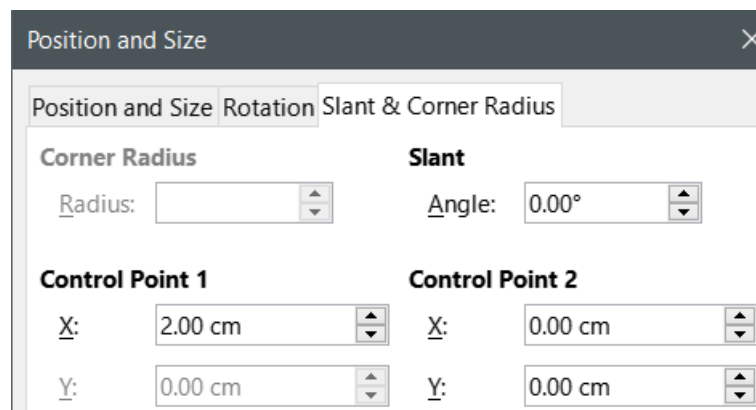 Position and Size
Position and Size Rotation Slant & Corner Radius
Corner Radius Slant
Radius: Angle: 0.00°
Control Point 1 Control Point 2
X: 2.00 cm X: 0.00 cm
Y: 0.00 cm Y: 0.00 cm